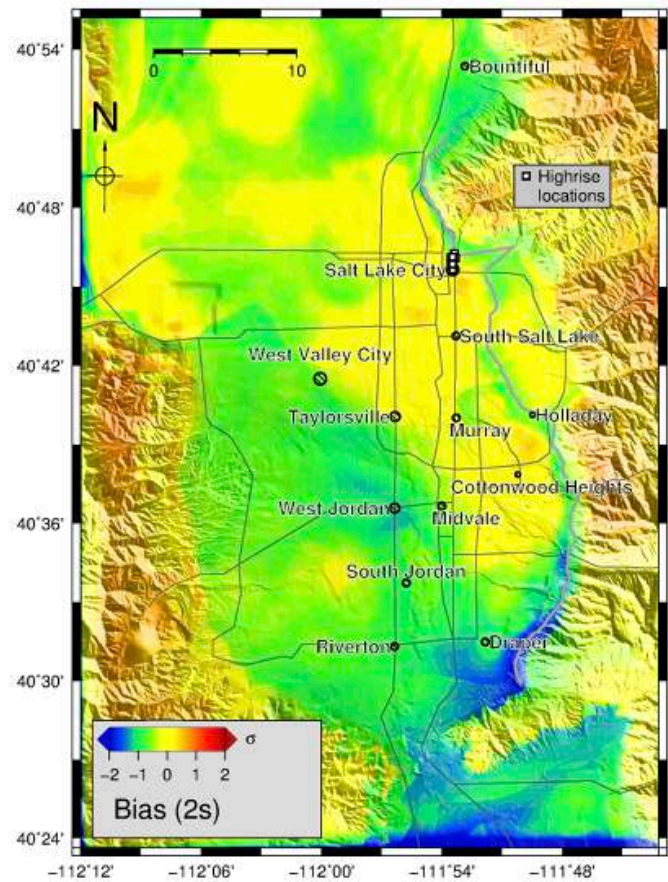 40°54'
0 10
Bountiful
N
Highrise
locations
40°48'
Salt Lake City
South Salt Lake
40°42'
West Valley City
Taylorsville
Holladay
Murray
Cottonwood Heights
40°36'
West Jordan
Midvale
South Jordan
Riverton
Draper
40°30'
σ
−2 −1 0 1 2
Bias (2s)
40°24'
−112°12' −112°06' −112°00' −111°54' −111°48'